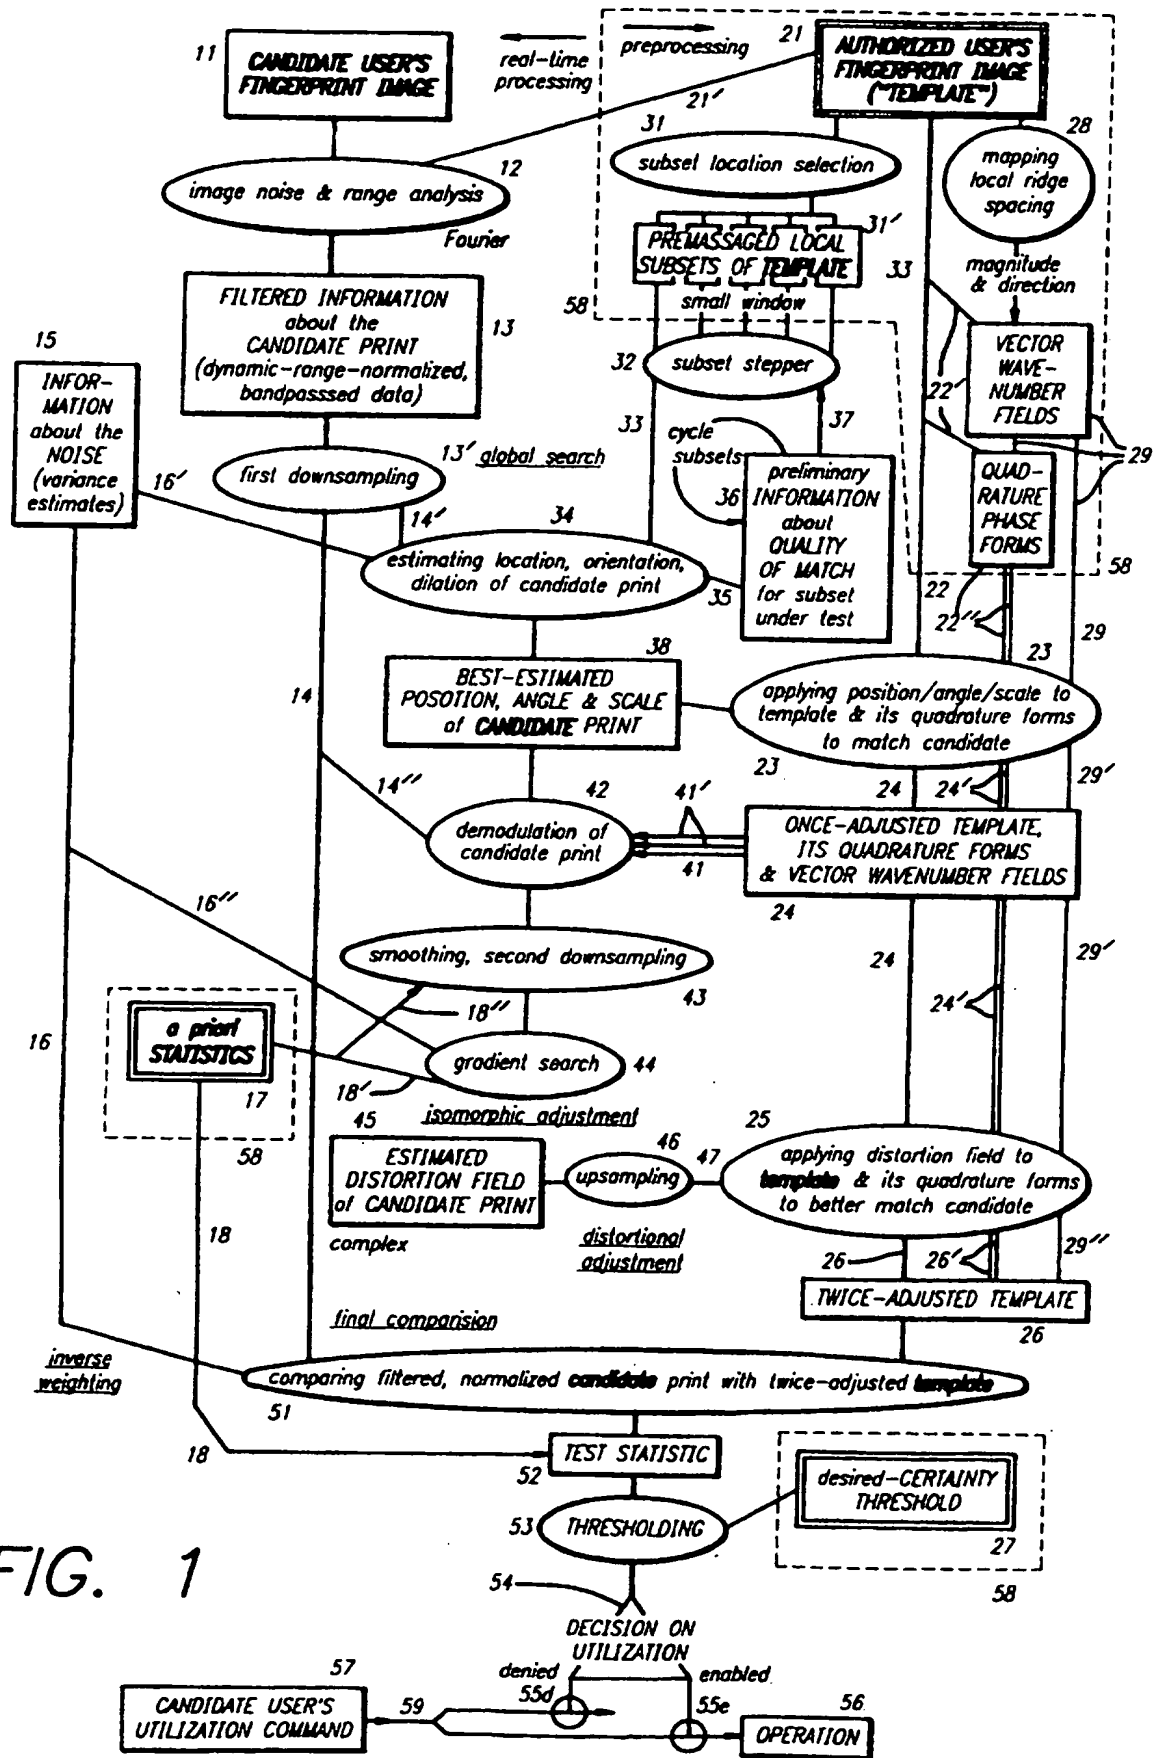 11
CANDIDATE USER'S
FINGERPRINT IMAGE
real-time
processing
preprocessing
21
AUTHORIZED USER'S
FINGERPRINT IMAGE
("TEMPLATE")
21′
31
28
subset location selection
mapping
local ridge
spacing
12
image noise & range analysis
Fourier
31′
PREMASSAGED LOCAL
SUBSETS OF TEMPLATE
small window
58
33
magnitude
& direction
FILTERED INFORMATION
about the
CANDIDATE PRINT
(dynamic-range-normalized,
bandpasssed data)
13
15
INFOR-
MATION
about the
NOISE
(variance
estimates)
32
subset stepper
VECTOR
WAVE-
NUMBER
FIELDS
22′
33
37
29
cycle
subsets
13′
global search
first downsampling
16′
14′
34
36
preliminary
INFORMATION
about
QUALITY
OF MATCH
for subset
under test
QUAD-
RATURE
PHASE
FORMS
estimating location, orientation,
dilation of candidate print
35
22
58
22″
29
38
23
14
BEST-ESTIMATED
POSOTION, ANGLE & SCALE
of CANDIDATE PRINT
applying position/angle/scale to
template & its quadrature forms
to match candidate
23
14″
42
24
24′
29′
41′
demodulation of
candidate print
41
ONCE-ADJUSTED TEMPLATE,
ITS QUADRATURE FORMS
& VECTOR WAVENUMBER FIELDS
24
16″
24
29′
smoothing, second downsampling
43
24′
18″
16
a priori
STATISTICS
17
gradient search
44
18′
isomorphic adjustment
58
45
46
47
25
ESTIMATED
DISTORTION FIELD
of CANDIDATE PRINT
upsampling
applying distortion field to
template & its quadrature forms
to better match candidate
complex
distortional
adjustment
18
26
26′
29″
TWICE-ADJUSTED TEMPLATE
26
final comparision
inverse
weighting
comparing filtered, normalized candidate print with twice-adjusted template
51
18
52
TEST STATISTIC
desired-CERTAINTY
THRESHOLD
27
58
53
THRESHOLDING
FIG. 1
54
DECISION ON
UTILIZATION
denied
enabled
57
55d
55e
56
CANDIDATE USER'S
UTILIZATION COMMAND
59
OPERATION